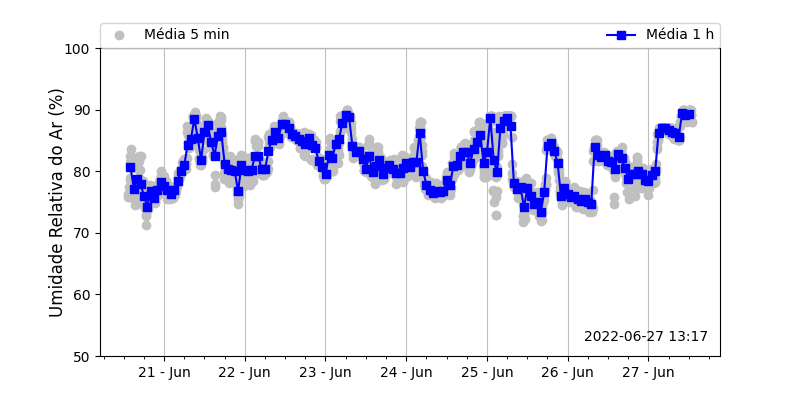 Média 5 min
Média 1 h
Umidade Relativa do Ar (%)
100
90
80
70
60
50
2022-06-27 13:17
21 - Jun
22 - Jun
23 - Jun
24 - Jun
25 - Jun
26 - Jun
27 - Jun